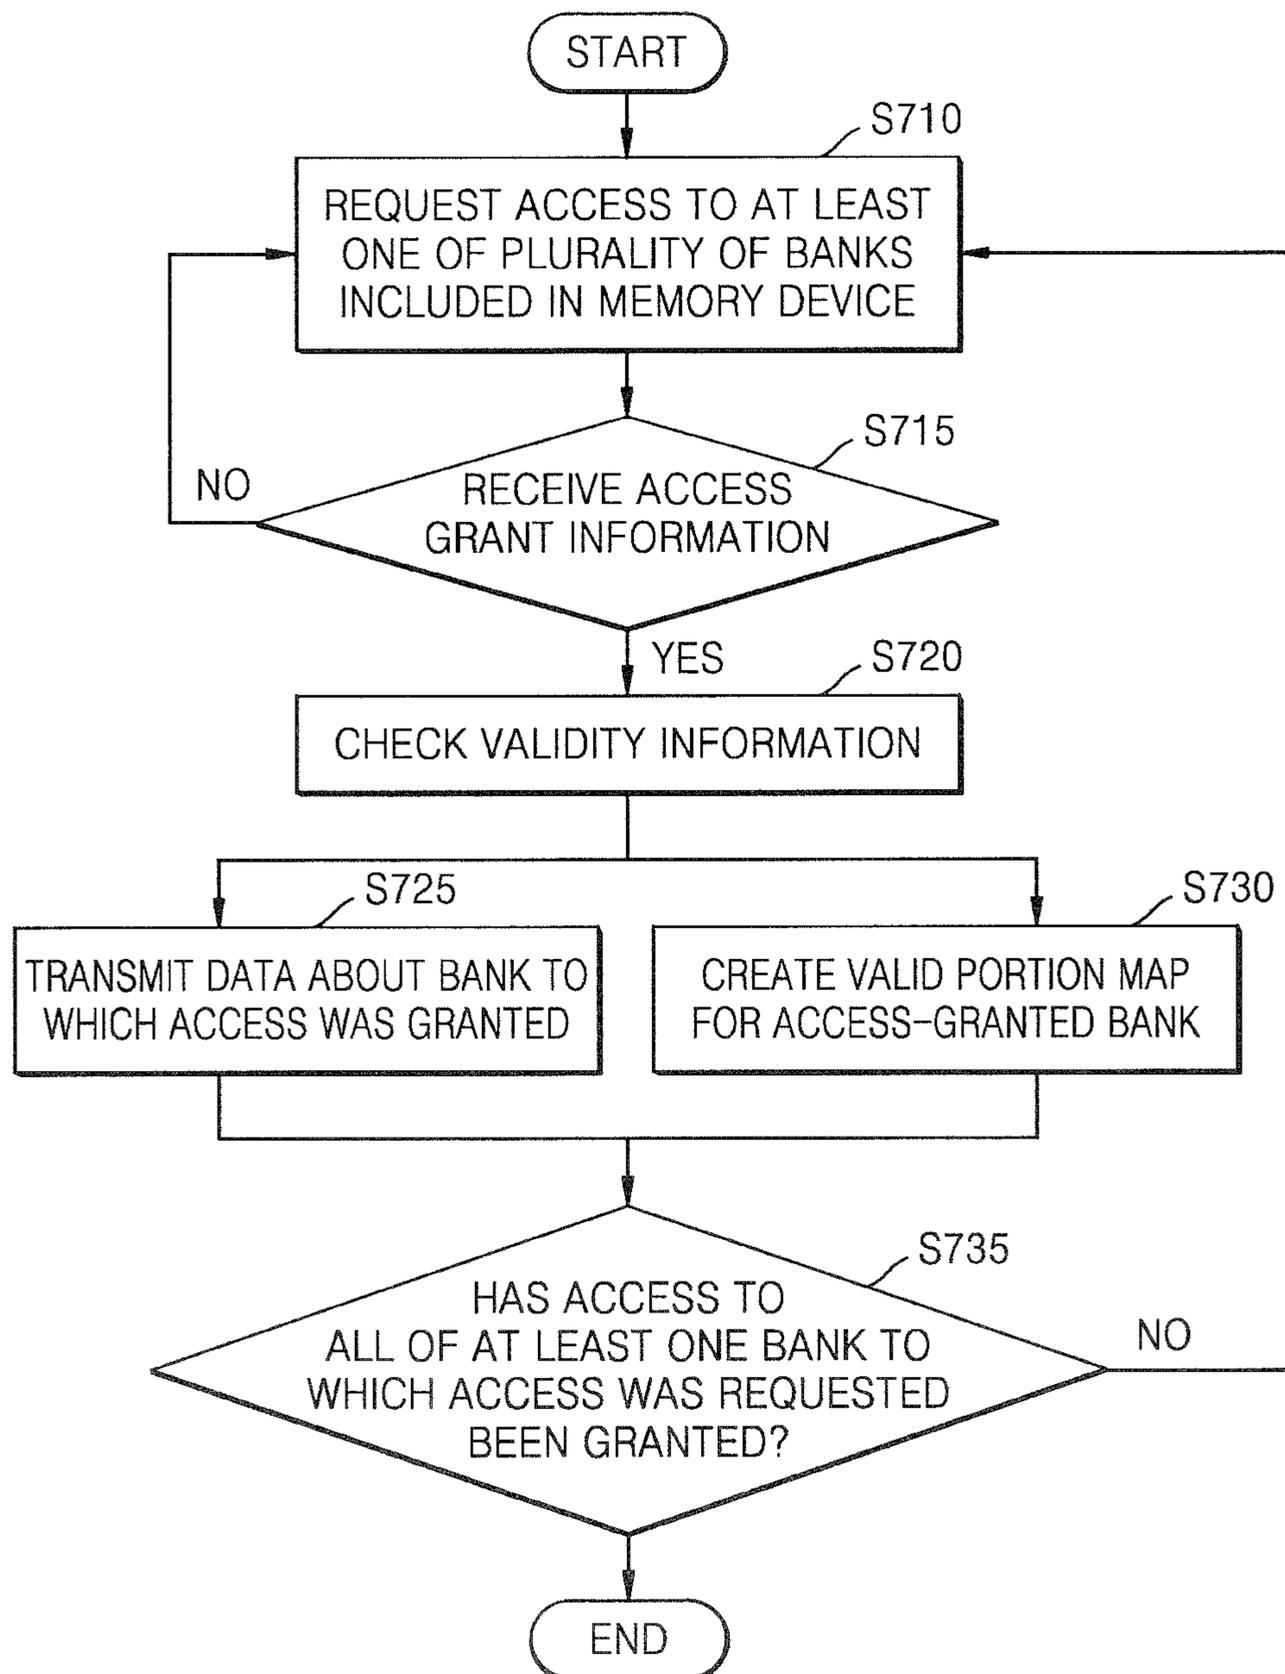 START
S710
REQUEST ACCESS TO AT LEAST
ONE OF PLURALITY OF BANKS
INCLUDED IN MEMORY DEVICE
S715
NO
RECEIVE ACCESS
GRANT INFORMATION
YES
S720
CHECK VALIDITY INFORMATION
S725
S730
TRANSMIT DATA ABOUT BANK TO
WHICH ACCESS WAS GRANTED
CREATE VALID PORTION MAP
FOR ACCESS-GRANTED BANK
S735
HAS ACCESS TO
ALL OF AT LEAST ONE BANK TO
WHICH ACCESS WAS REQUESTED
BEEN GRANTED?
NO
END